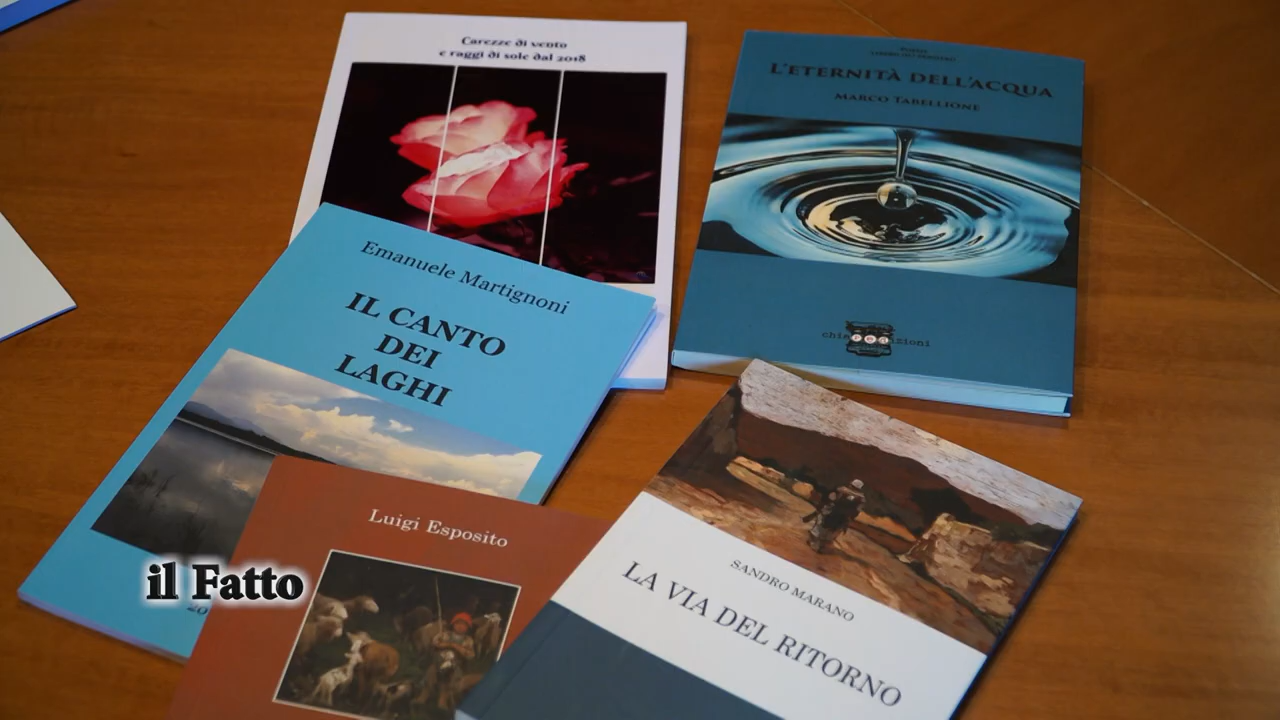 Carezze di vento
e raggi di sole dal 2018
L'ETERNITÀ DELL'ACQUA
MARCO TABELLIONE
Emanuele Martignoni
IL CANTO
DEI
LAGHI
Luigi Esposito
SANDRO MARANO
LA VIA DEL RITORNO
il Fatto
20